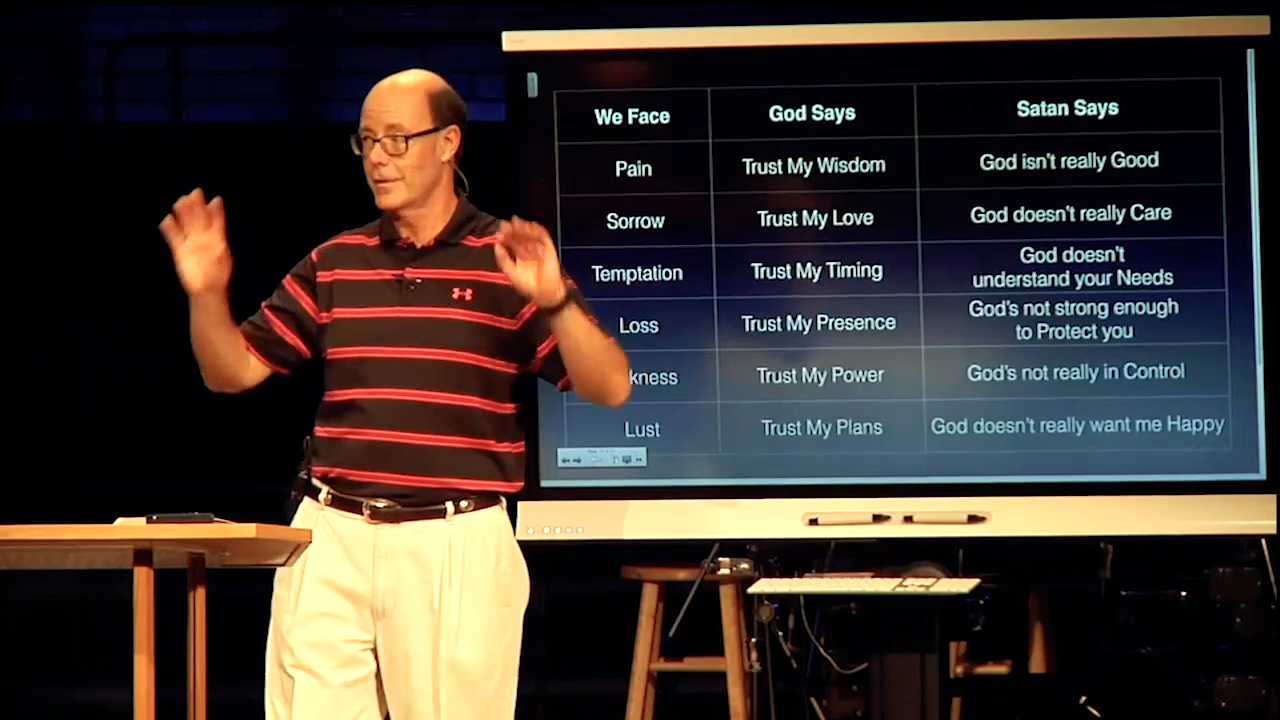 We Face God Says Satan Says
Pain Trust My Wisdom God isn't really Good
Sorrow Trust My Love God doesn't really Care
Temptation Trust My Timing God doesn't
understand your Needs
Loss Trust My Presence God's not strong enough
to Protect you
kness Trust My Power God's not really in Control
Lust Trust My Plans God doesn't really want me Happy